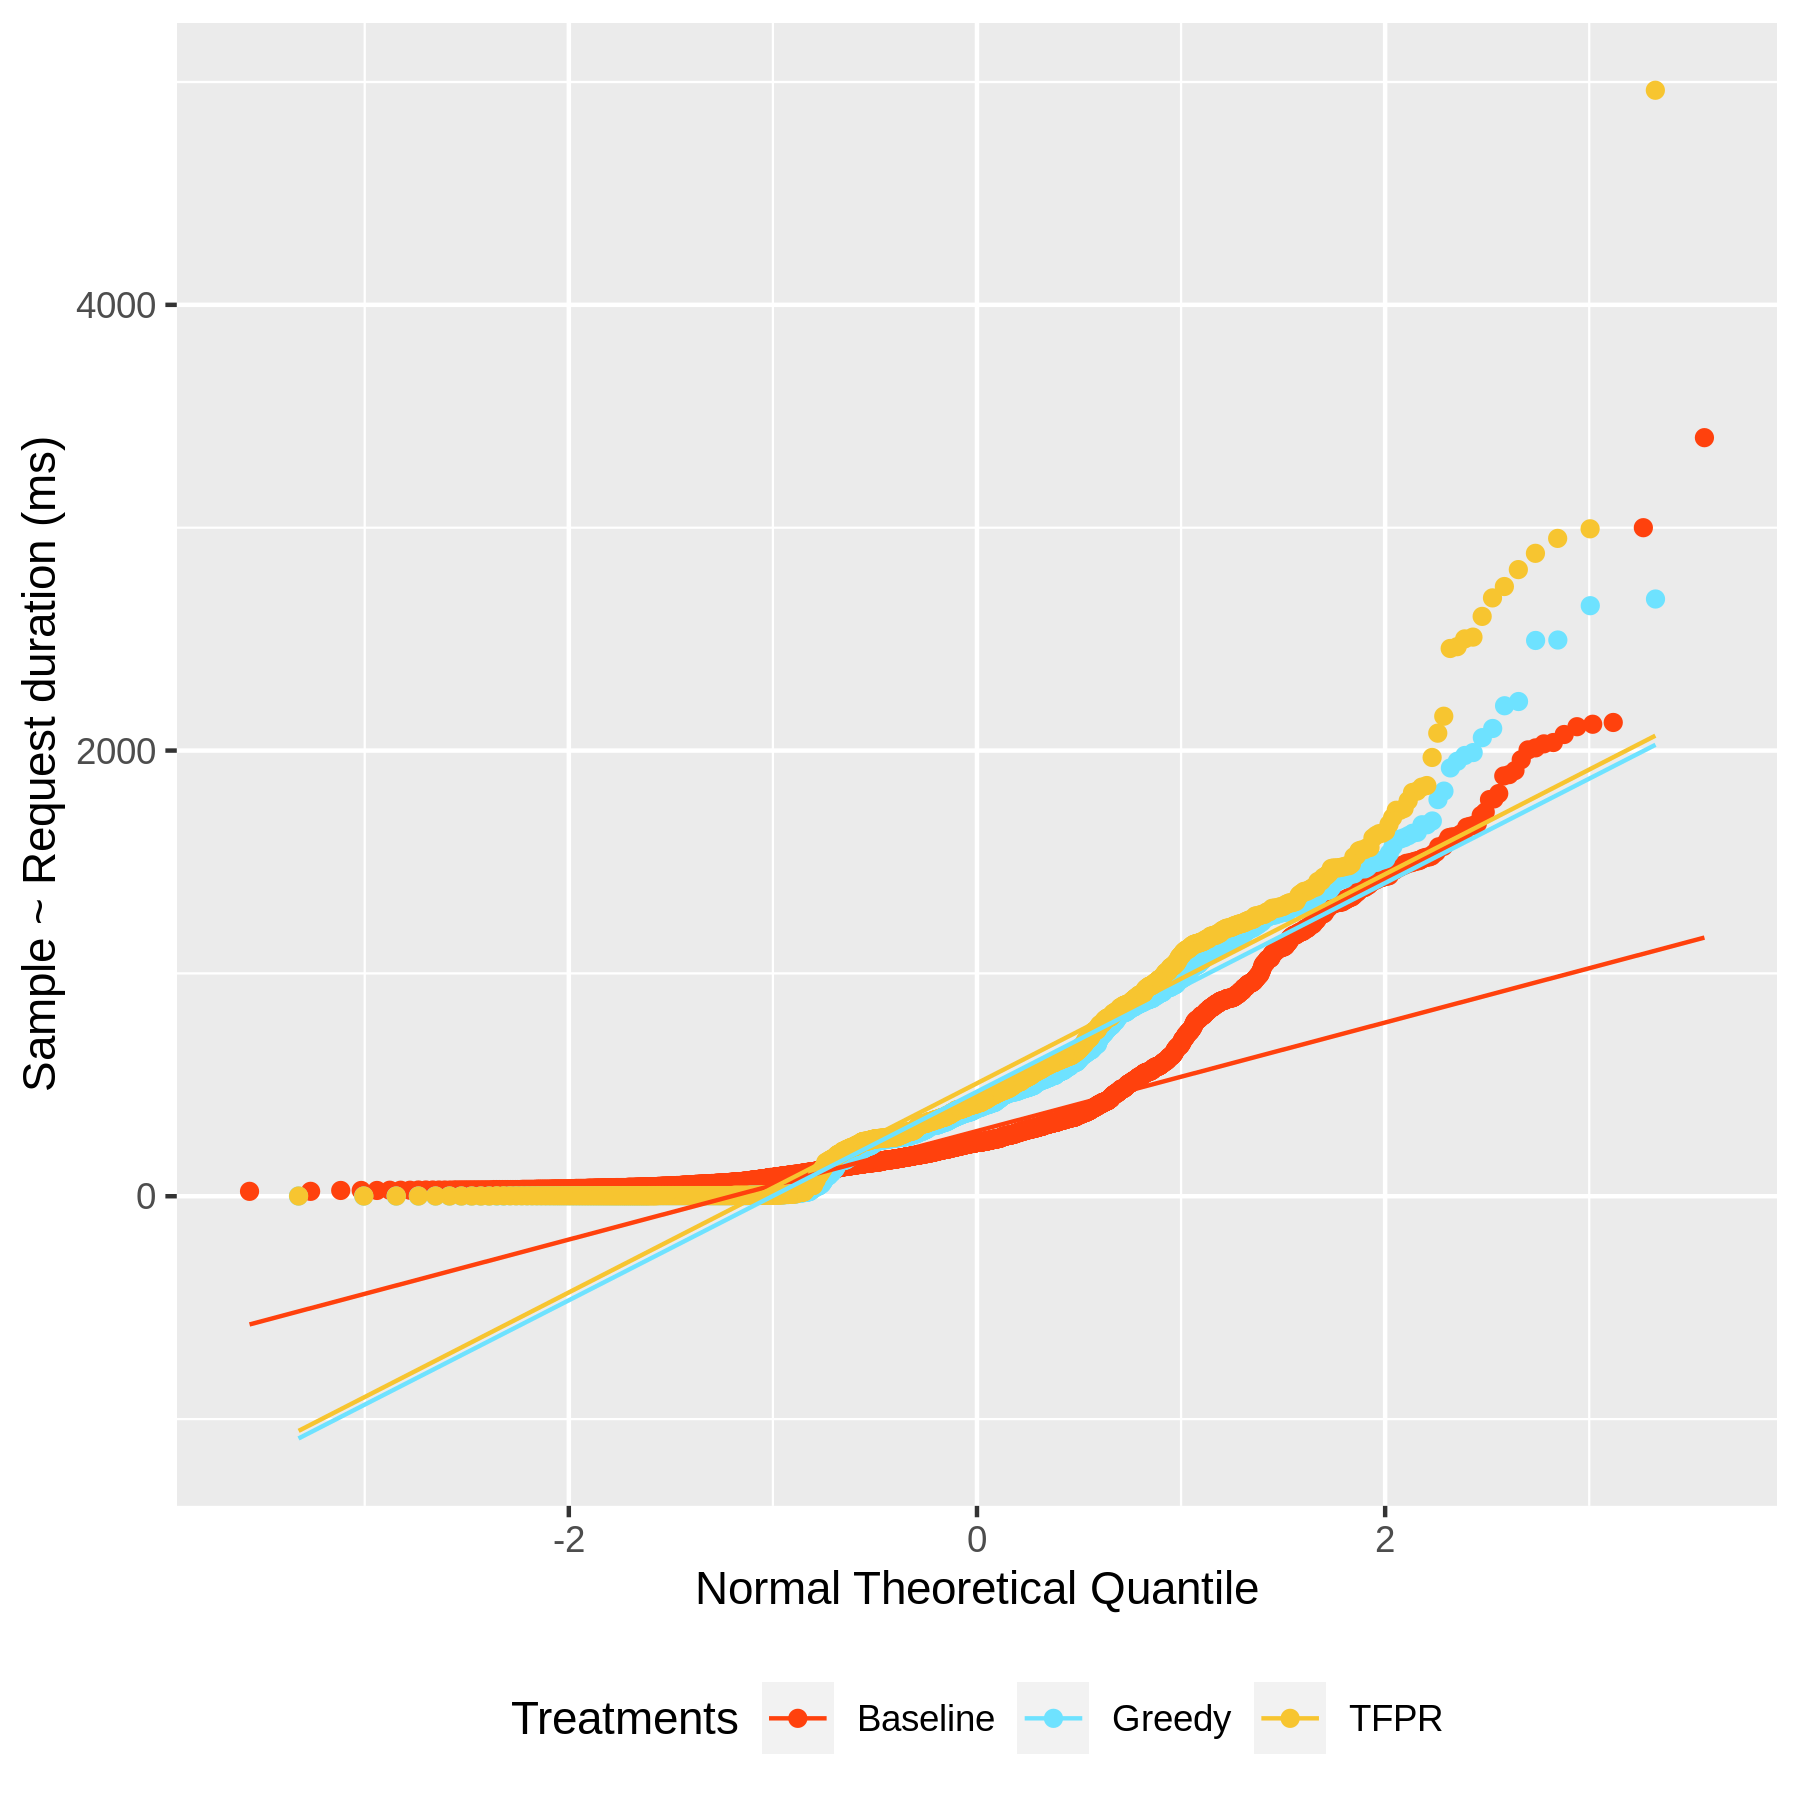 Sample ~ Request duration (ms)
4000
2000
0
-2 0 2
Normal Theoretical Quantile
Treatments Baseline Greedy TFPR